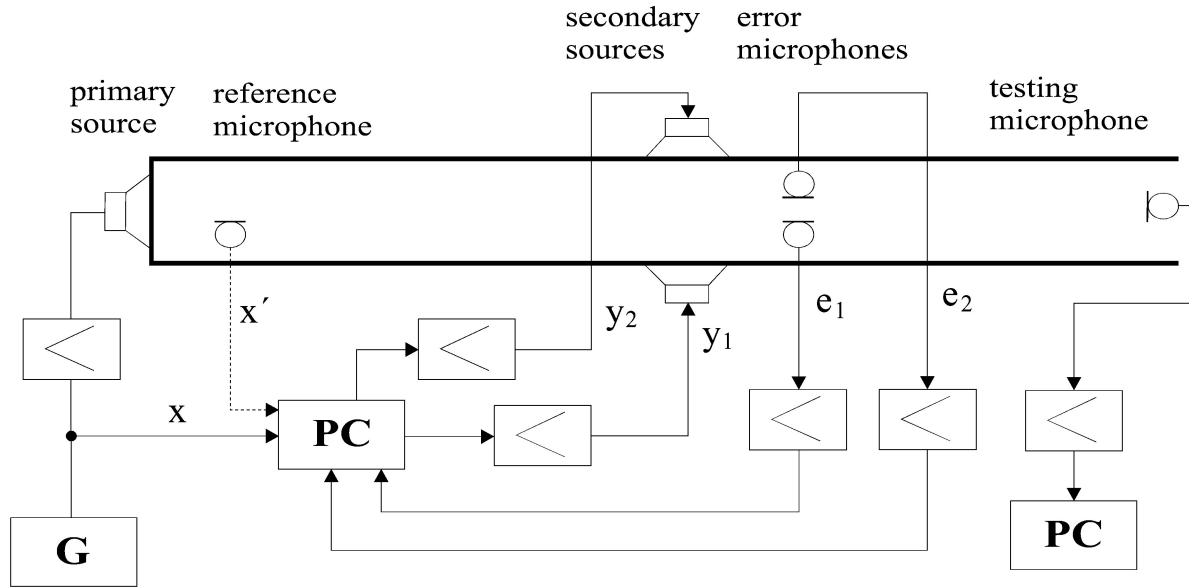 secondary
sources
error
microphones
primary
source
reference
microphone
testing
microphone
x´
y₂
y₁
e₁
e₂
x
PC
G
PC